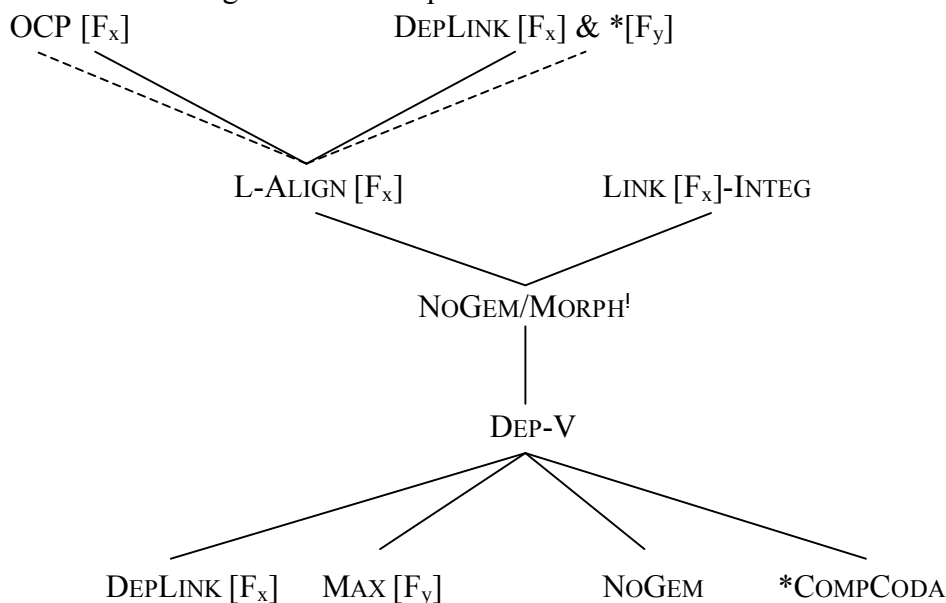 OCP [Fx] DEPLINK [Fx] & *[Fy]
L-ALIGN [Fx] LINK [Fx]-INTEG
NOGEM/MORPH!
DEP-V
DEPLINK [Fx] MAX [Fy] NOGEM *COMPCODA